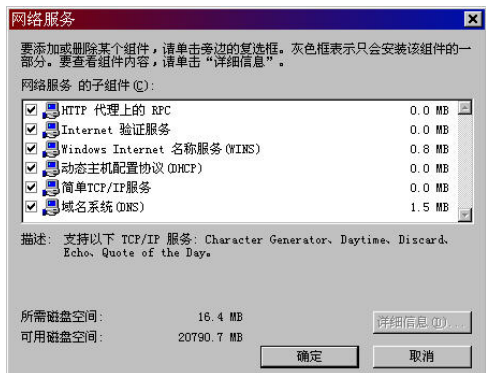 网络服务
要添加或删除某个组件，请单击旁边的复选框。灰色框表示只会安装该组件的一
部分。要查看组件内容，请单击“详细信息”。
网络服务 的子组件(C):
HTTP 代理上的 RPC 0.0 MB
Internet 验证服务 0.0 MB
Windows Internet 名称服务(WINS) 0.8 MB
动态主机配置协议(DHCP) 0.0 MB
简单TCP/IP服务 0.0 MB
域名系统(DNS) 1.5 MB
描述: 支持以下 TCP/IP 服务: Character Generator、Daytime、Discard、
Echo、Quote of the Day。
所需磁盘空间: 16.4 MB
详细信息(D)...
可用磁盘空间: 20790.7 MB
确定 取消